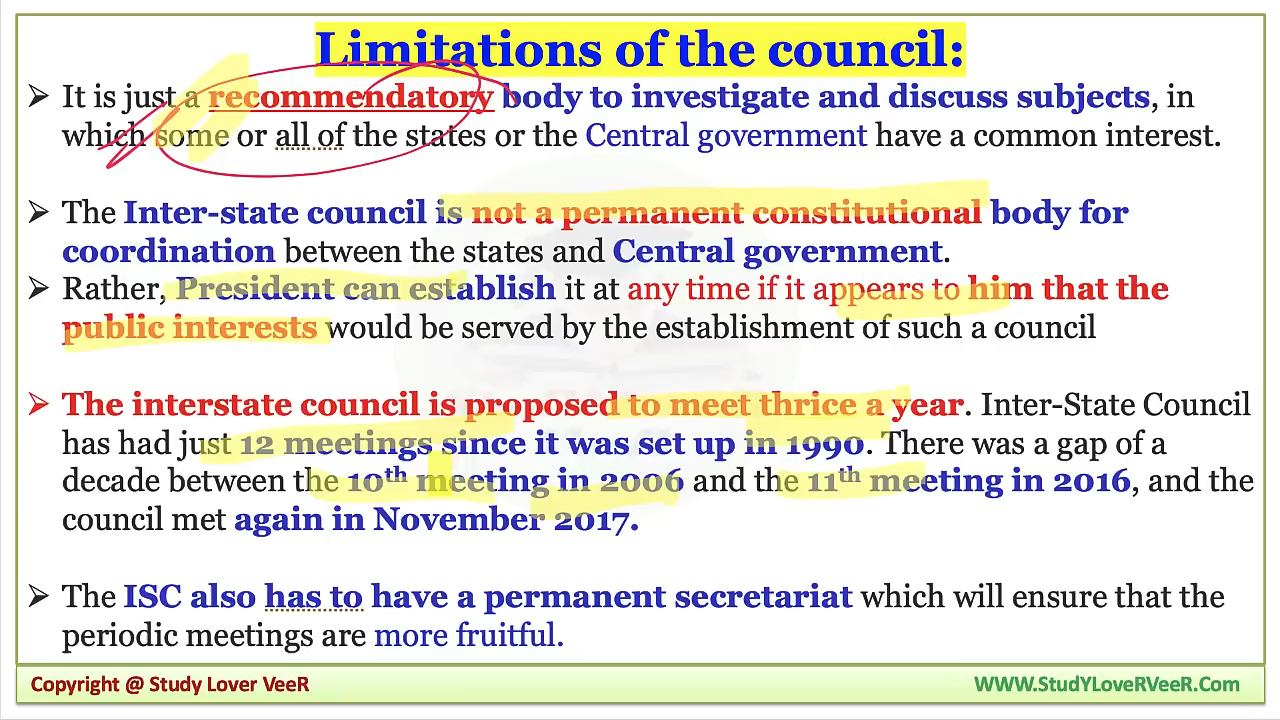 Limitations of the council:
➢ It is just a recommendatory body to investigate and discuss subjects, in
which some or all of the states or the Central government have a common interest.
➢ The Inter-state council is not a permanent constitutional body for
coordination between the states and Central government.
➢ Rather, President can establish it at any time if it appears to him that the
public interests would be served by the establishment of such a council
➢ The interstate council is proposed to meet thrice a year. Inter-State Council
has had just 12 meetings since it was set up in 1990. There was a gap of a
decade between the 10th meeting in 2006 and the 11th meeting in 2016, and the
council met again in November 2017.
➢ The ISC also has to have a permanent secretariat which will ensure that the
periodic meetings are more fruitful.
Copyright @ Study Lover VeeR
WWW.StuDYLoveRVeeR.Com